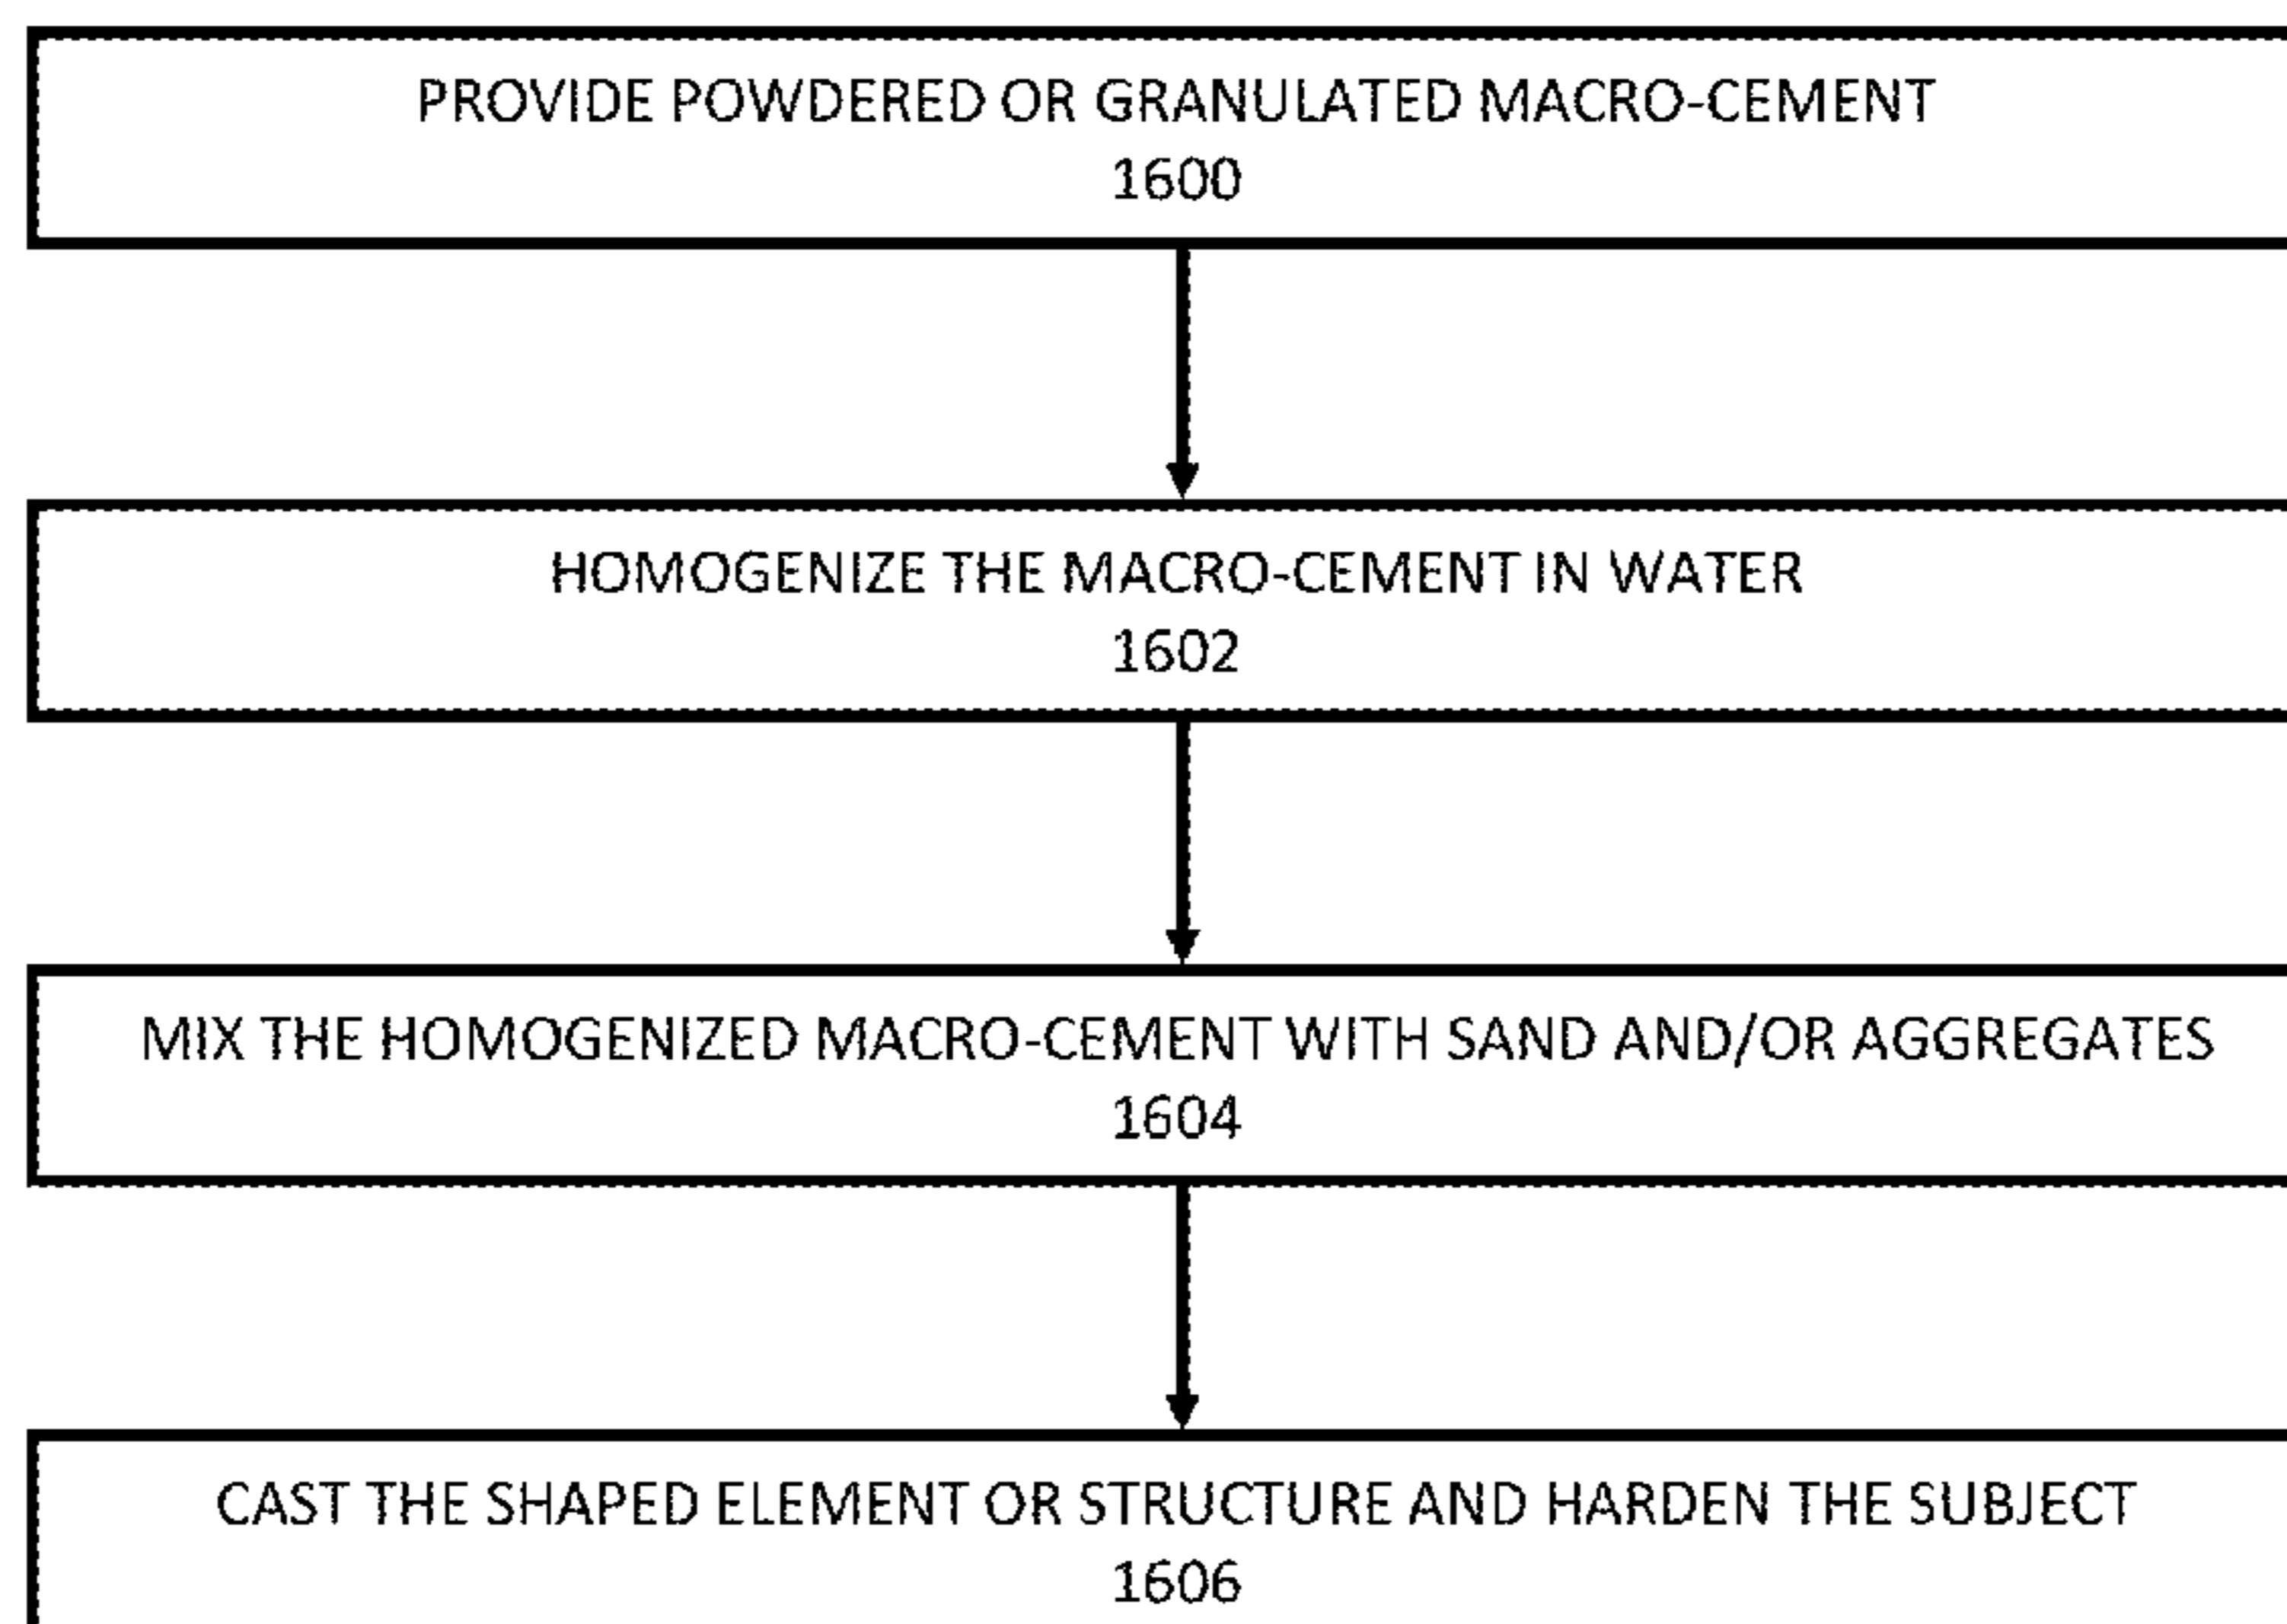 PROVIDE POWDERED OR GRANULATED MACRO-CEMENT
1600
HOMOGENIZE THE MACRO-CEMENT IN WATER
1602
MIX THE HOMOGENIZED MACRO-CEMENT WITH SAND AND/OR AGGREGATES
1604
CAST THE SHAPED ELEMENT OR STRUCTURE AND HARDEN THE SUBJECT
1606